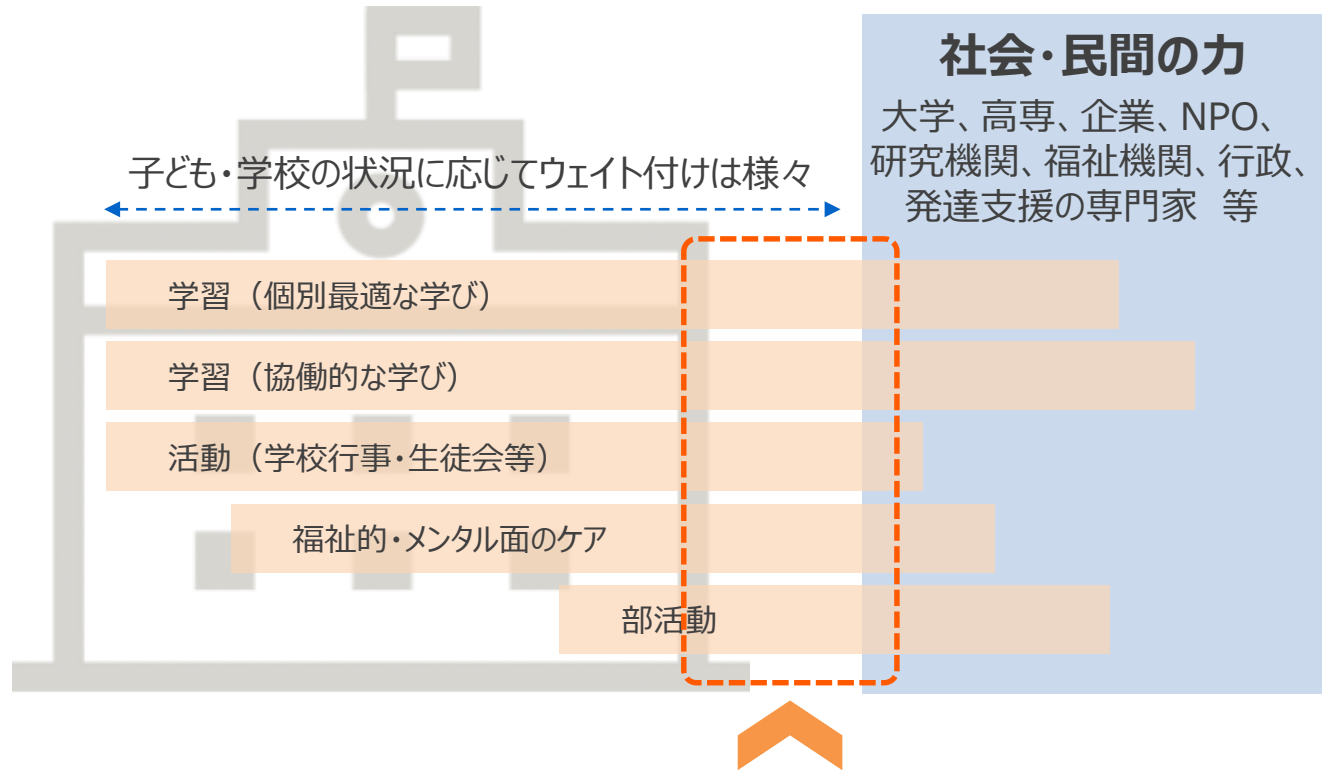 社会・民間の力
大学、高専、企業、NPO、
研究機関、福祉機関、行政、
発達支援の専門家 等
子ども・学校の状況に応じてウェイト付けは様々
学習（個別最適な学び）
学習（協働的な学び）
活動（学校行事・生徒会等）
福祉的・メンタル面のケア
部活動